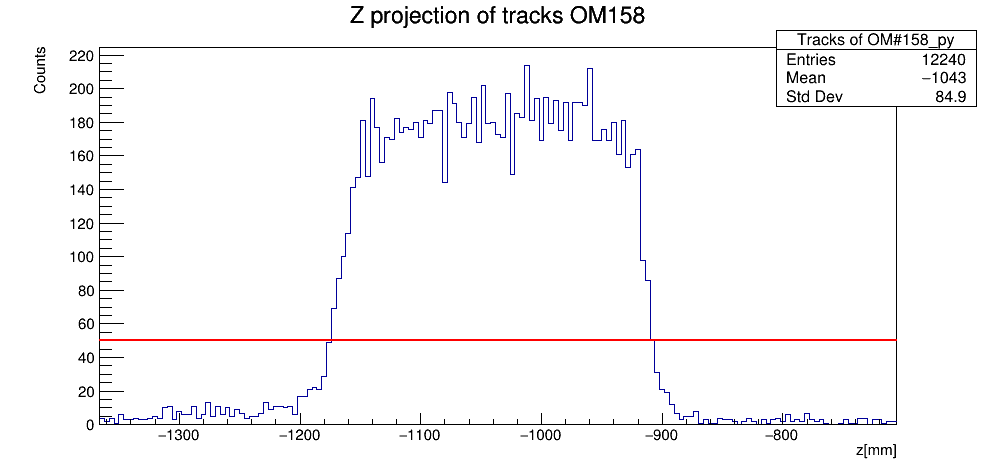 Z projection of tracks OM158
Tracks of OM#158_py
Entries 12240
Mean −1043
Std Dev 84.9
Counts
220
200
180
160
140
120
100
80
60
40
20
0
−1300 −1200 −1100 −1000 −900 −800
z[mm]